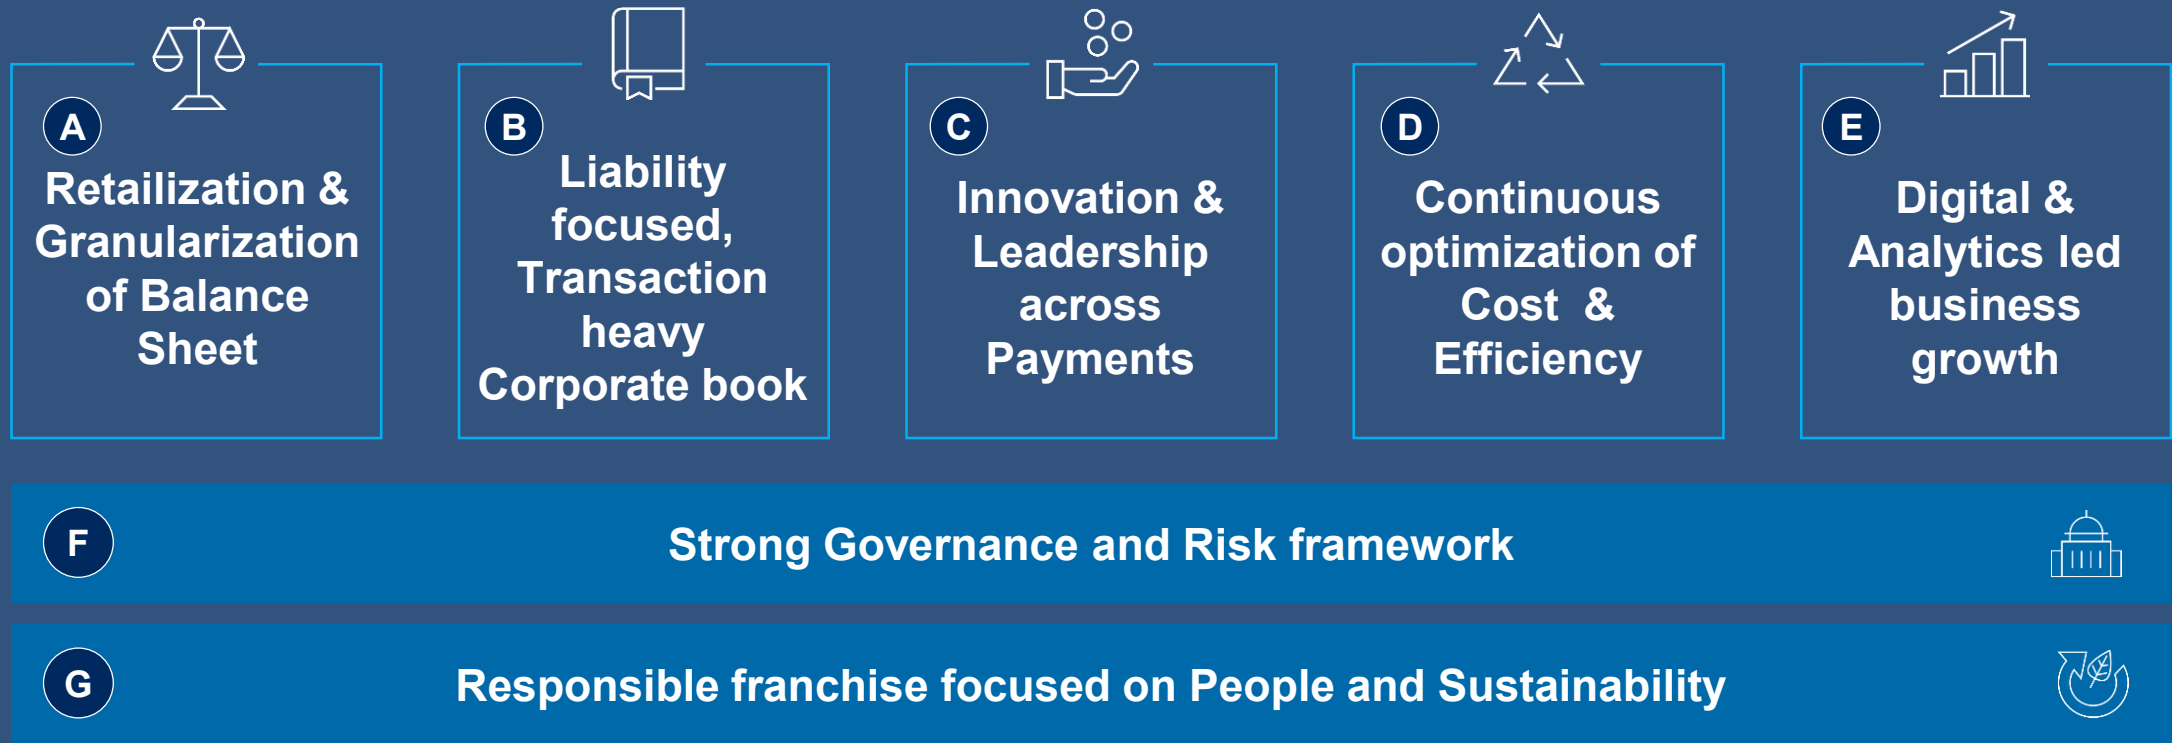 A
Retailization &
Granularization
of Balance
Sheet
B
Liability
focused,
Transaction
heavy
Corporate book
C
Innovation &
Leadership
across
Payments
D
Continuous
optimization of
Cost  &
Efficiency
E
Digital &
Analytics led
business
growth
F
Strong Governance and Risk framework
G
Responsible franchise focused on People and Sustainability